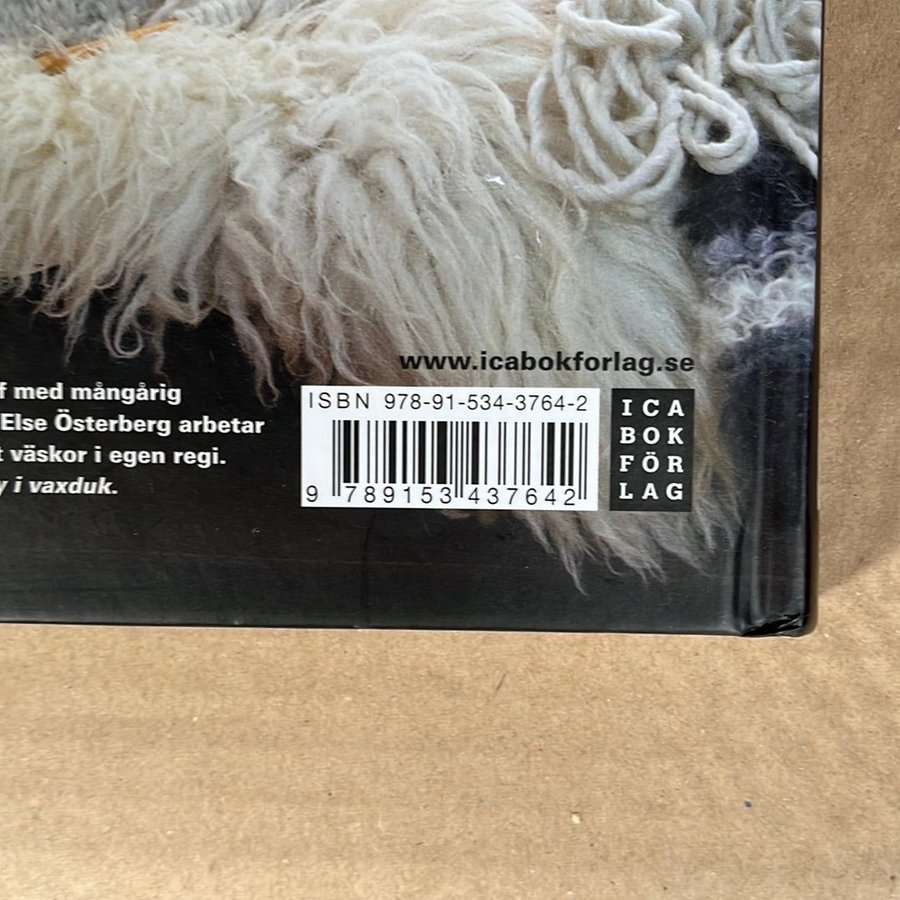 www.icabokforlag.se
f med mångårig
Else Österberg arbetar
t väskor i egen regi.
y i vaxduk.
ISBN 978-91-534-3764-2
9 789153 437642
ICA
BOK
FÖR
LAG